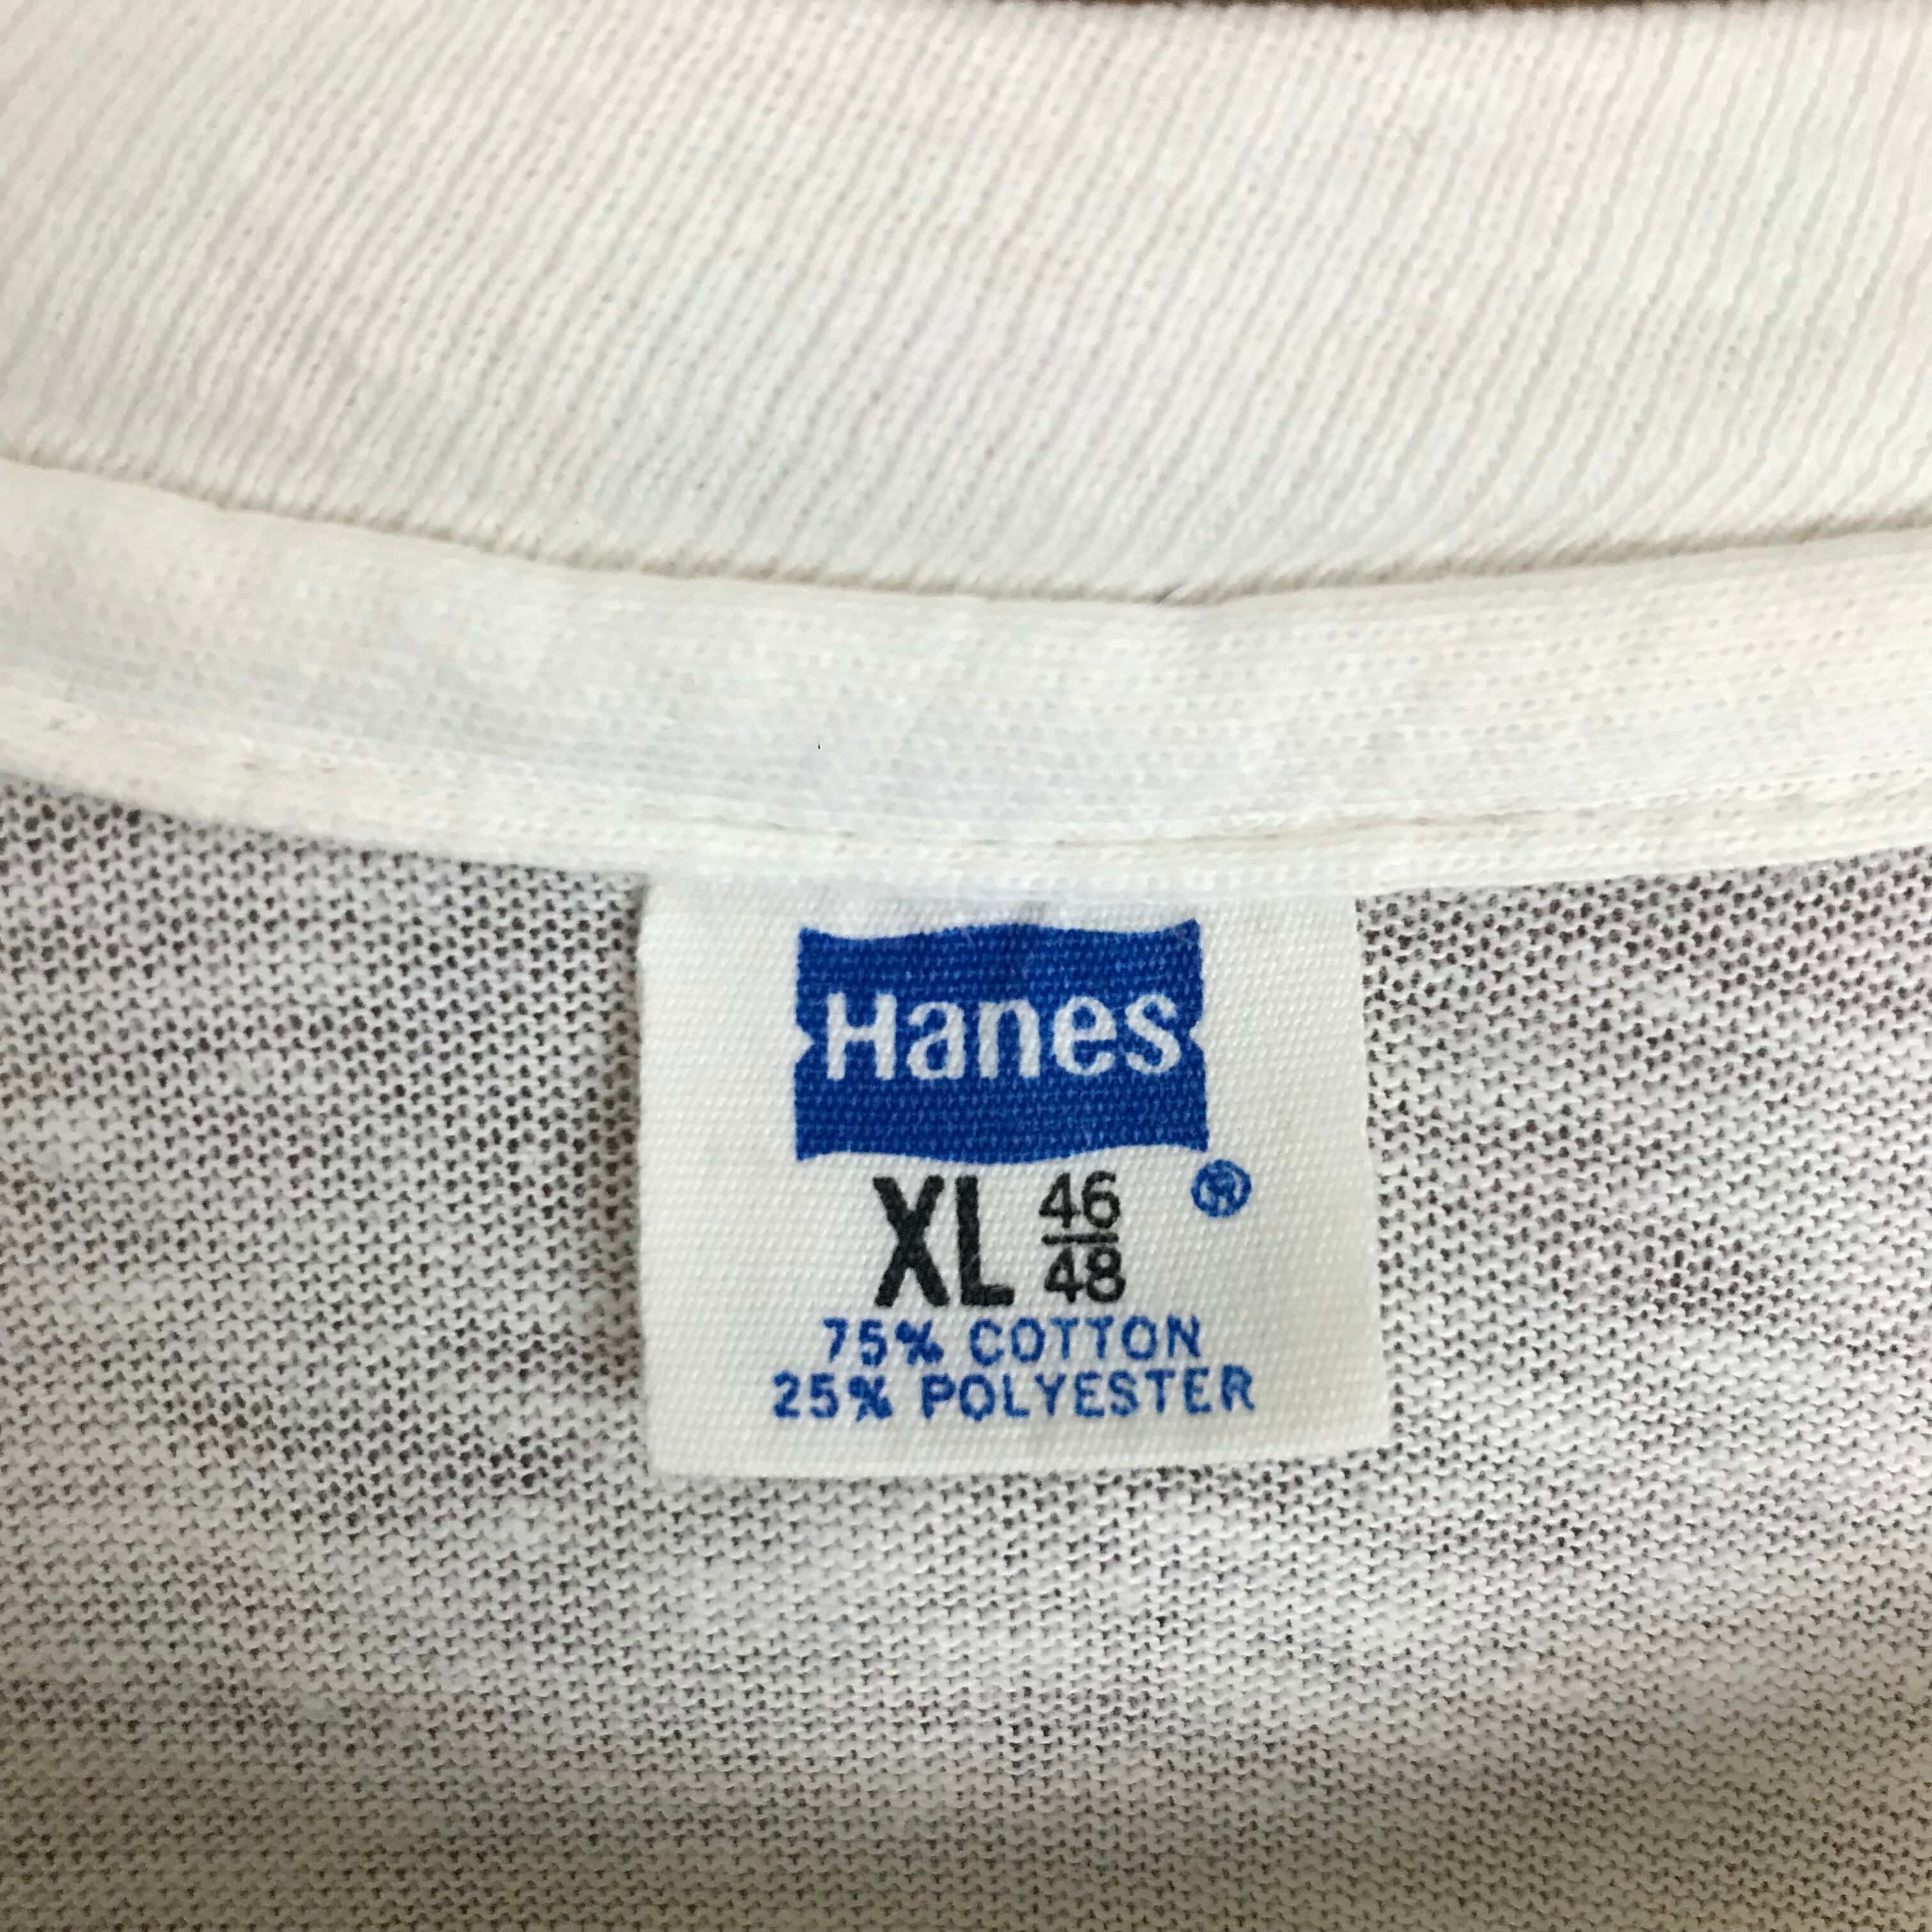 Hanes
®
XL 46/48
75% COTTON
25% POLYESTER